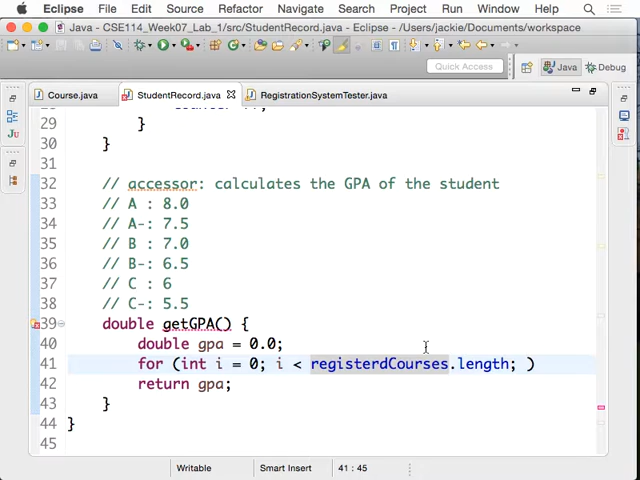 Eclipse File Edit Source Refactor Navigate Search Project Run Window Help
Java - CSE114_Week07_Lab_1/src/StudentRecord.java - Eclipse - /Users/jackie/Documents/workspace
Quick Access Java Debug
Course.java StudentRecord.java RegistrationSystemTester.java
29 }
30 }
31
32 // accessor: calculates the GPA of the student
33 // A : 8.0
34 // A-: 7.5
35 // B : 7.0
36 // B-: 6.5
37 // C : 6
38 // C-: 5.5
39 double getGPA() {
40 double gpa = 0.0;
41 for (int i = 0; i < registerdCourses.length; )
42 return gpa;
43 }
44 }
45
Writable Smart Insert 41 : 45